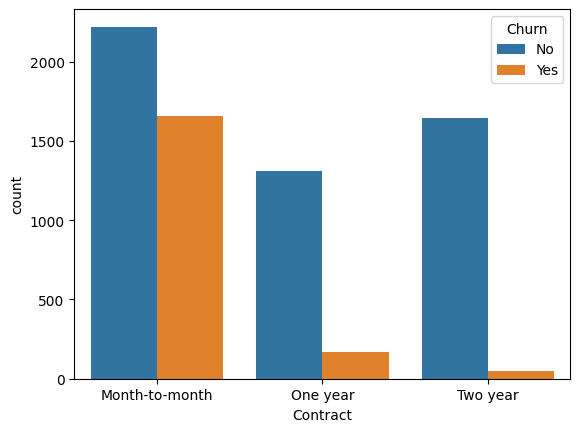 Churn
No
Yes
2000
1500
1000
500
0
count
Month-to-month
One year
Two year
Contract